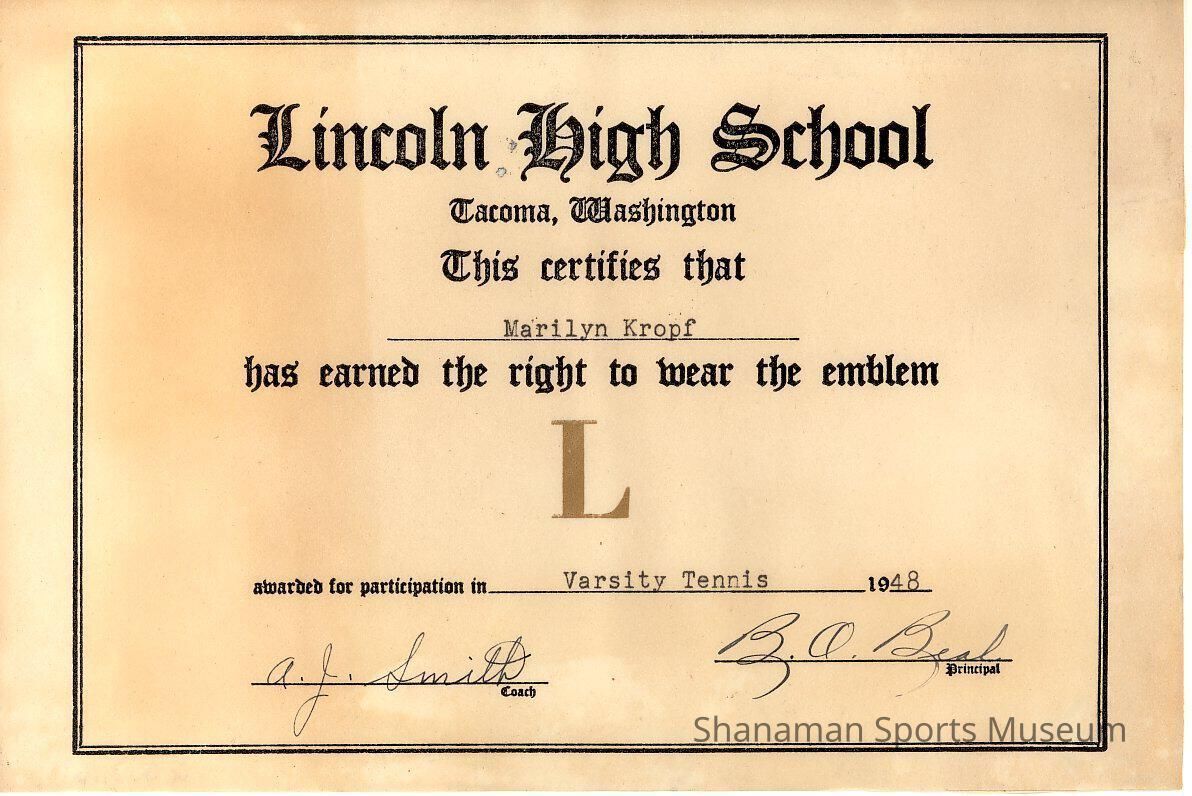 Lincoln High School
Tacoma, Washington
This certifies that
Marilyn Kropf
has earned the right to wear the emblem
L
awarded for participation in Varsity Tennis 1948
A. J. Smith
Coach
B. O. Beal
Principal
Shanaman Sports Museum